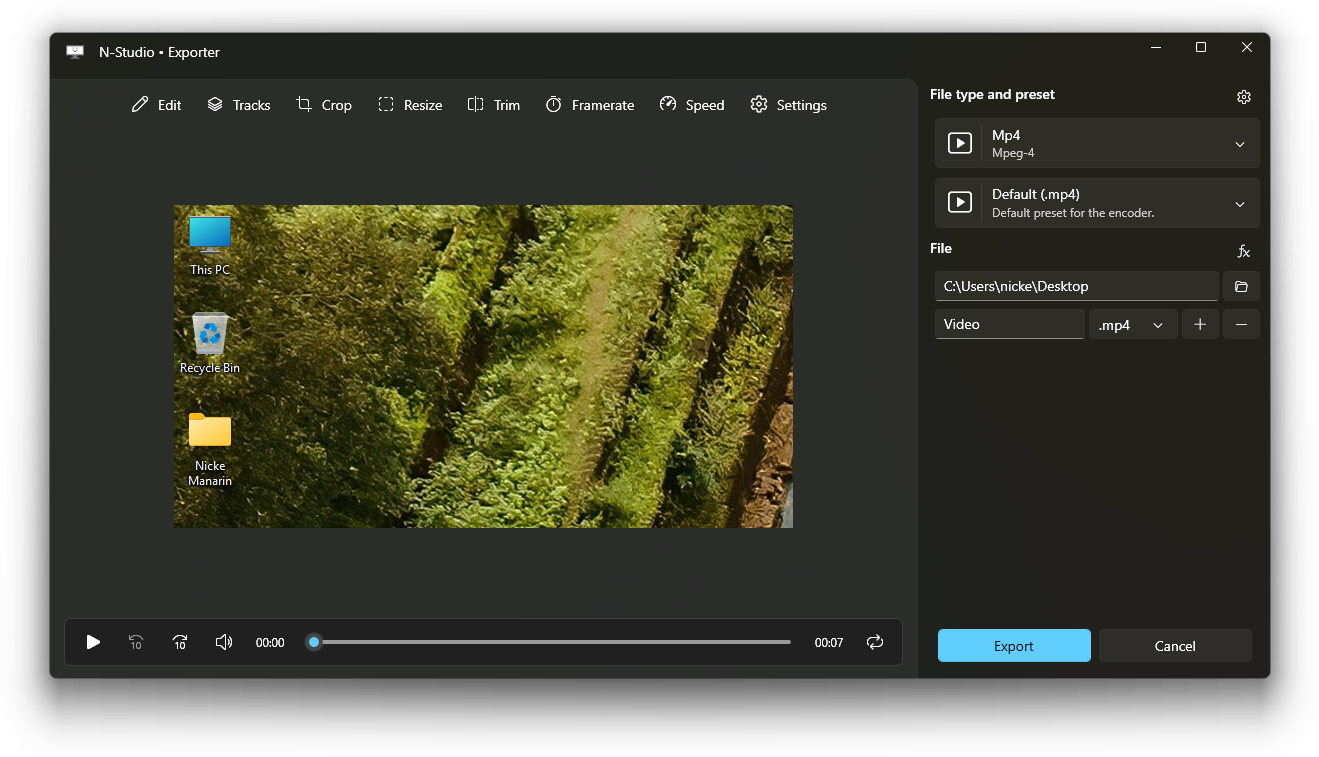 N-Studio • Exporter
Edit
Tracks
Crop
Resize
Trim
Framerate
Speed
Settings
This PC
Recycle Bin
Nicke
Manarin
10
10
00:00
00:07
File type and preset
Mp4
Mpeg-4
Default (.mp4)
Default preset for the encoder.
File
fx
C:\Users\nicke\Desktop
Video
.mp4
Export
Cancel